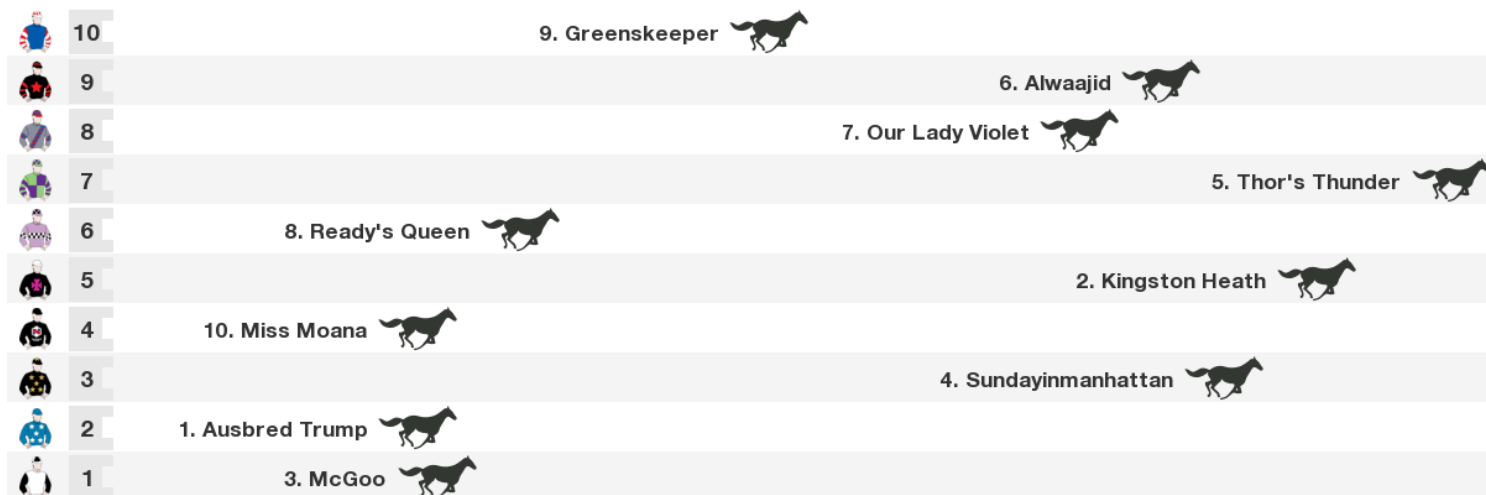 10 9. Greenskeeper
9 6. Alwaajid
8 7. Our Lady Violet
7 5. Thor's Thunder
6 8. Ready's Queen
5 2. Kingston Heath
4 10. Miss Moana
3 4. Sundayinmanhattan
2 1. Ausbred Trump
1 3. McGoo